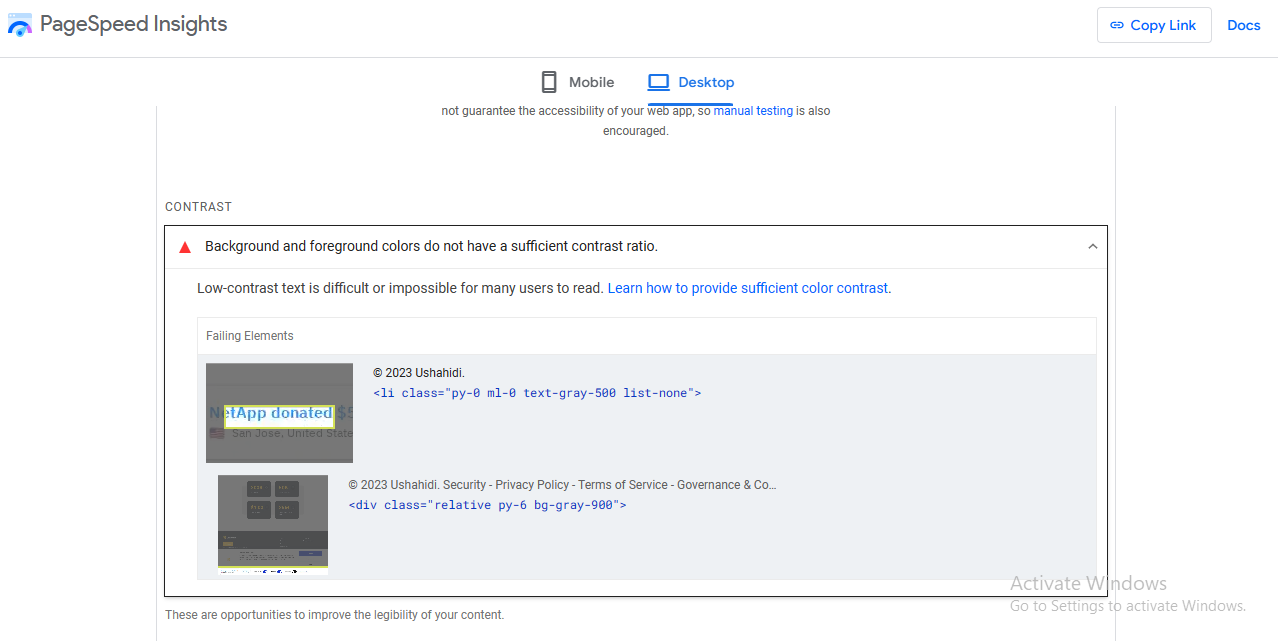 PageSpeed Insights
Copy Link
Docs
Mobile
Desktop
not guarantee the accessibility of your web app, so manual testing is also
encouraged.
CONTRAST
Background and foreground colors do not have a sufficient contrast ratio.
Low-contrast text is difficult or impossible for many users to read. Learn how to provide sufficient color contrast.
Failing Elements
NetApp donated $5
San Jose, United State
© 2023 Ushahidi.
<li class="py-0 ml-0 text-gray-500 list-none">
© 2023 Ushahidi. Security - Privacy Policy - Terms of Service - Governance & Co…
<div class="relative py-6 bg-gray-900">
Activate Windows
Go to Settings to activate Windows.
These are opportunities to improve the legibility of your content.